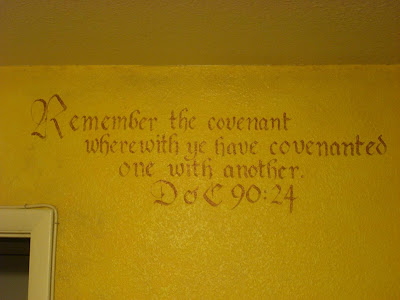 Remember the covenant
wherewith ye have covenanted
one with another.
D & C 90:24